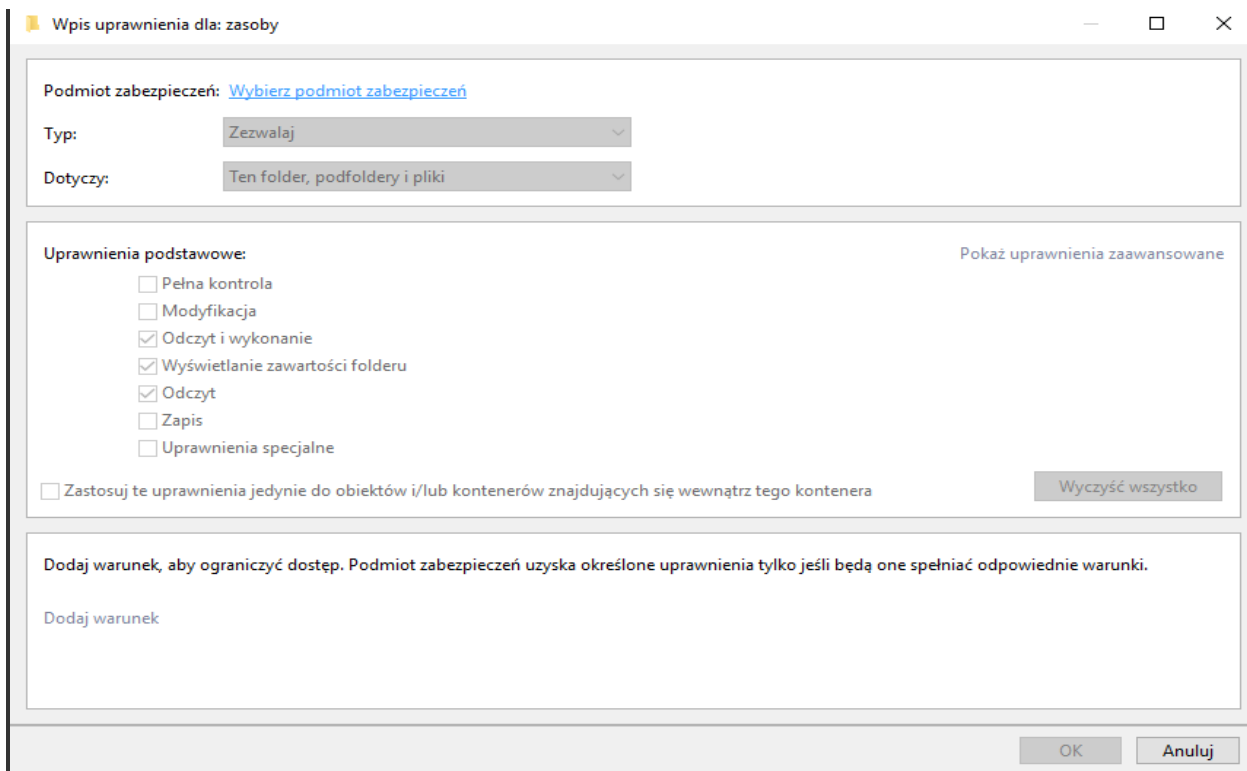 Wpis uprawnienia dla: zasoby
Podmiot zabezpieczeń: Wybierz podmiot zabezpieczeń
Typ: Zezwalaj
Dotyczy: Ten folder, podfoldery i pliki
Uprawnienia podstawowe: Pokaż uprawnienia zaawansowane
Pełna kontrola
Modyfikacja
Odczyt i wykonanie
Wyświetlanie zawartości folderu
Odczyt
Zapis
Uprawnienia specjalne
Zastosuj te uprawnienia jedynie do obiektów i/lub kontenerów znajdujących się wewnątrz tego kontenera Wyczyść wszystko
Dodaj warunek, aby ograniczyć dostęp. Podmiot zabezpieczeń uzyska określone uprawnienia tylko jeśli będą one spełniać odpowiednie warunki.
Dodaj warunek
OK Anuluj